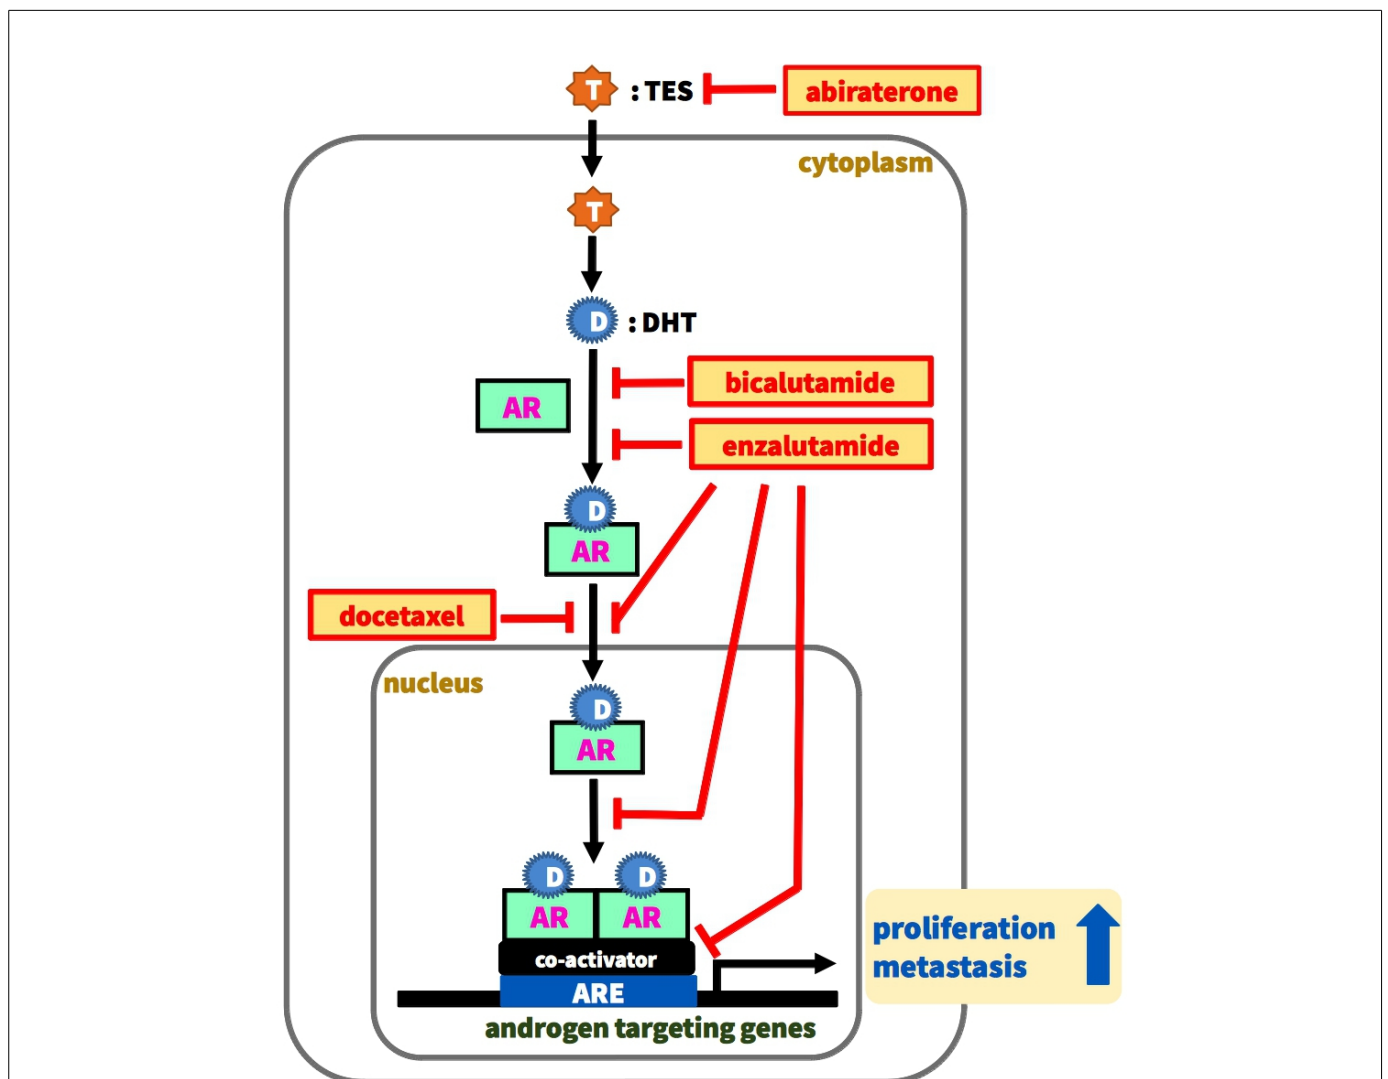 T : TES
abiraterone
cytoplasm
T
D : DHT
bicalutamide
AR
enzalutamide
D
AR
docetaxel
nucleus
D
AR
D D
AR AR
co-activator
ARE
androgen targeting genes
proliferation
metastasis